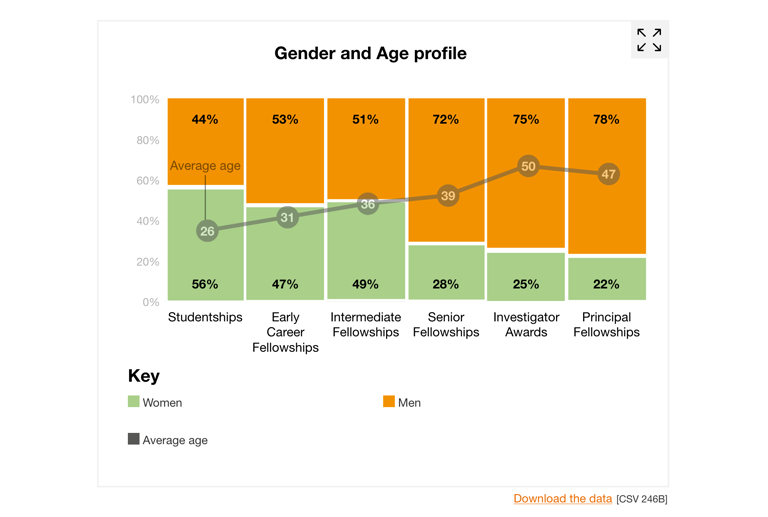 Gender and Age profile
100%
80%
60%
40%
20%
0%
44% 53% 51% 72% 75% 78%
Average age
26 31 36 39 50 47
56% 47% 49% 28% 25% 22%
Studentships
Early
Career
Fellowships
Intermediate
Fellowships
Senior
Fellowships
Investigator
Awards
Principal
Fellowships
Key
Women
Men
Average age
Download the data [CSV 246B]